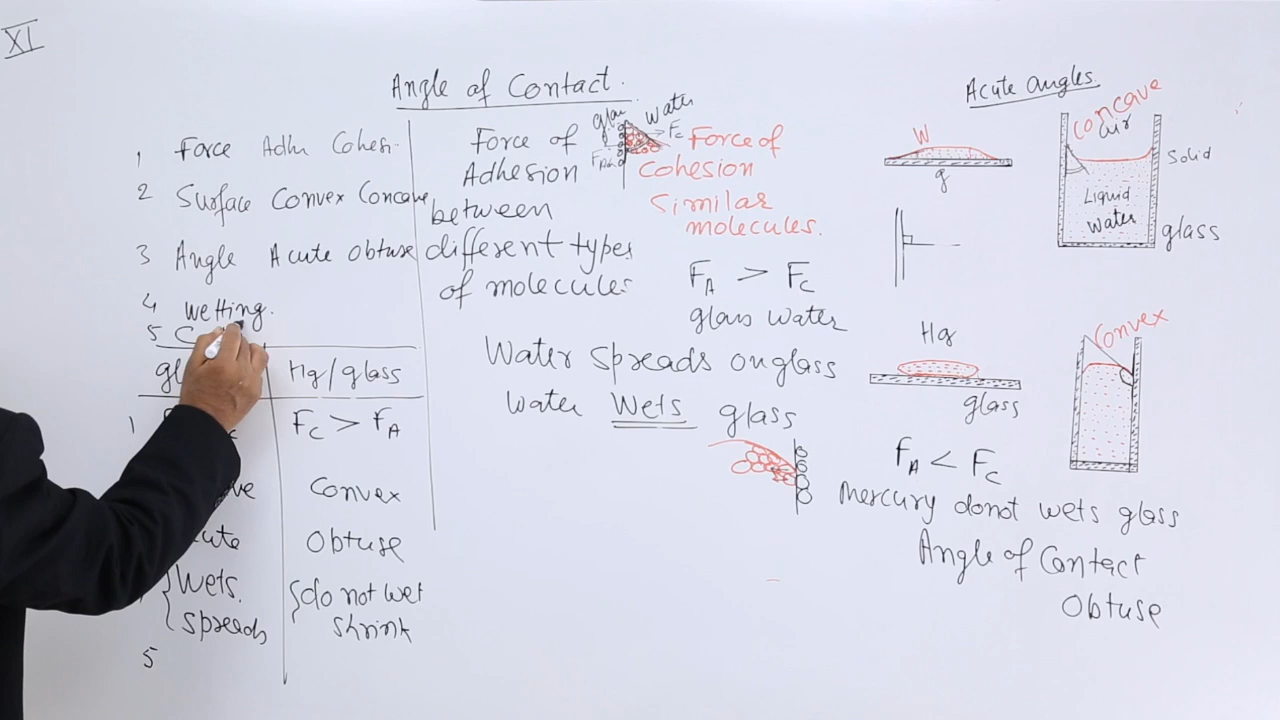 XI
Angle of Contact.
1 Force Adhn Cohesi.
2 Surface Convex Concave
3 Angle Acute Obtuse
4 Wetting.
5 C
gl
Hg/glass
1
Fc > FA
Convex
Obtuse
{Wets.
spreads
{do not wet
shrink
5
Force of
Adhesion
between
different types
of molecules
water
Fc
Force of
Cohesion
Similar
molecules.
FA > Fc
glass water
Water spreads on glass
Water Wets glass
Acute angles.
W
g
Concave
air
Solid
Liquid
Water
glass
Hg
glass
Convex
FA < Fc
Mercury donot wets glass
Angle of Contact
Obtuse